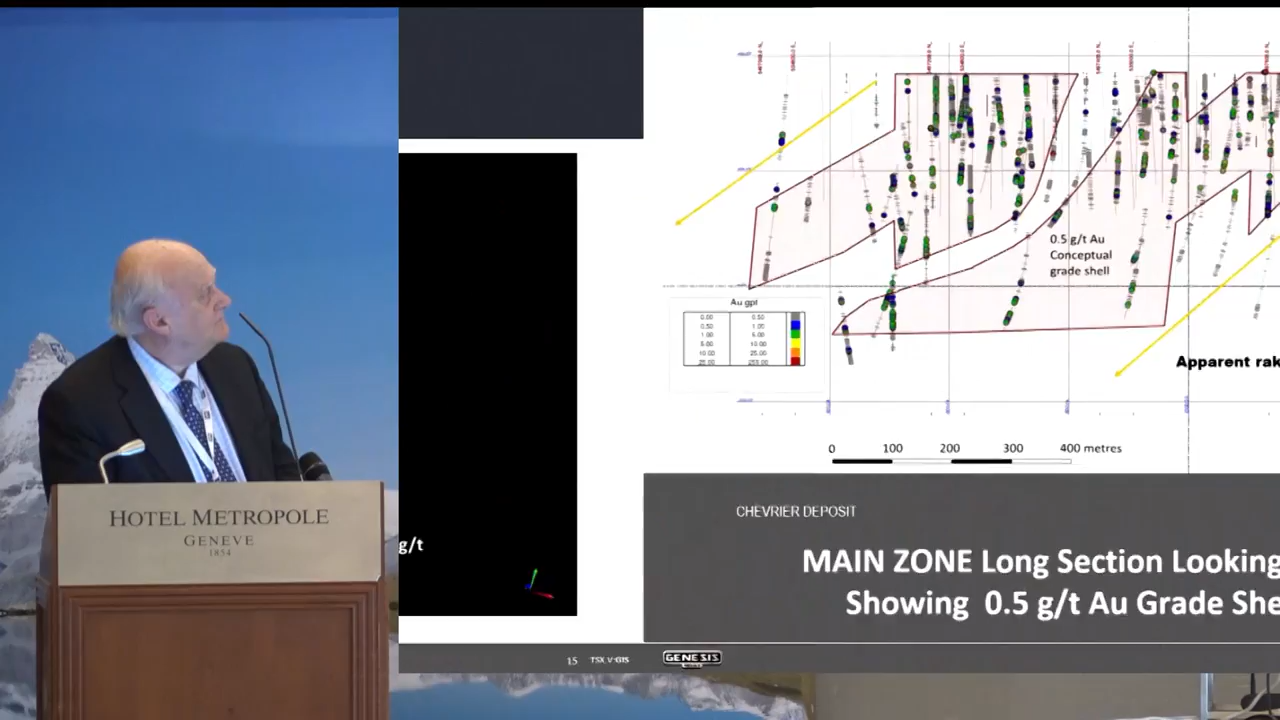 HOTEL METROPOLE
GENEVE
1854
g/t
0.5 g/t Au
Conceptual
grade shell
Au gpt
0.00 0.50
0.50 1.00
1.00 5.00
5.00 10.00
10.00 25.00
25.00 255.00
Apparent rak
0 100 200 300 400 metres
CHEVRIER DEPOSIT
MAIN ZONE Long Section Looking
Showing 0.5 g/t Au Grade She
15 TSX.V:GIS GENESIS